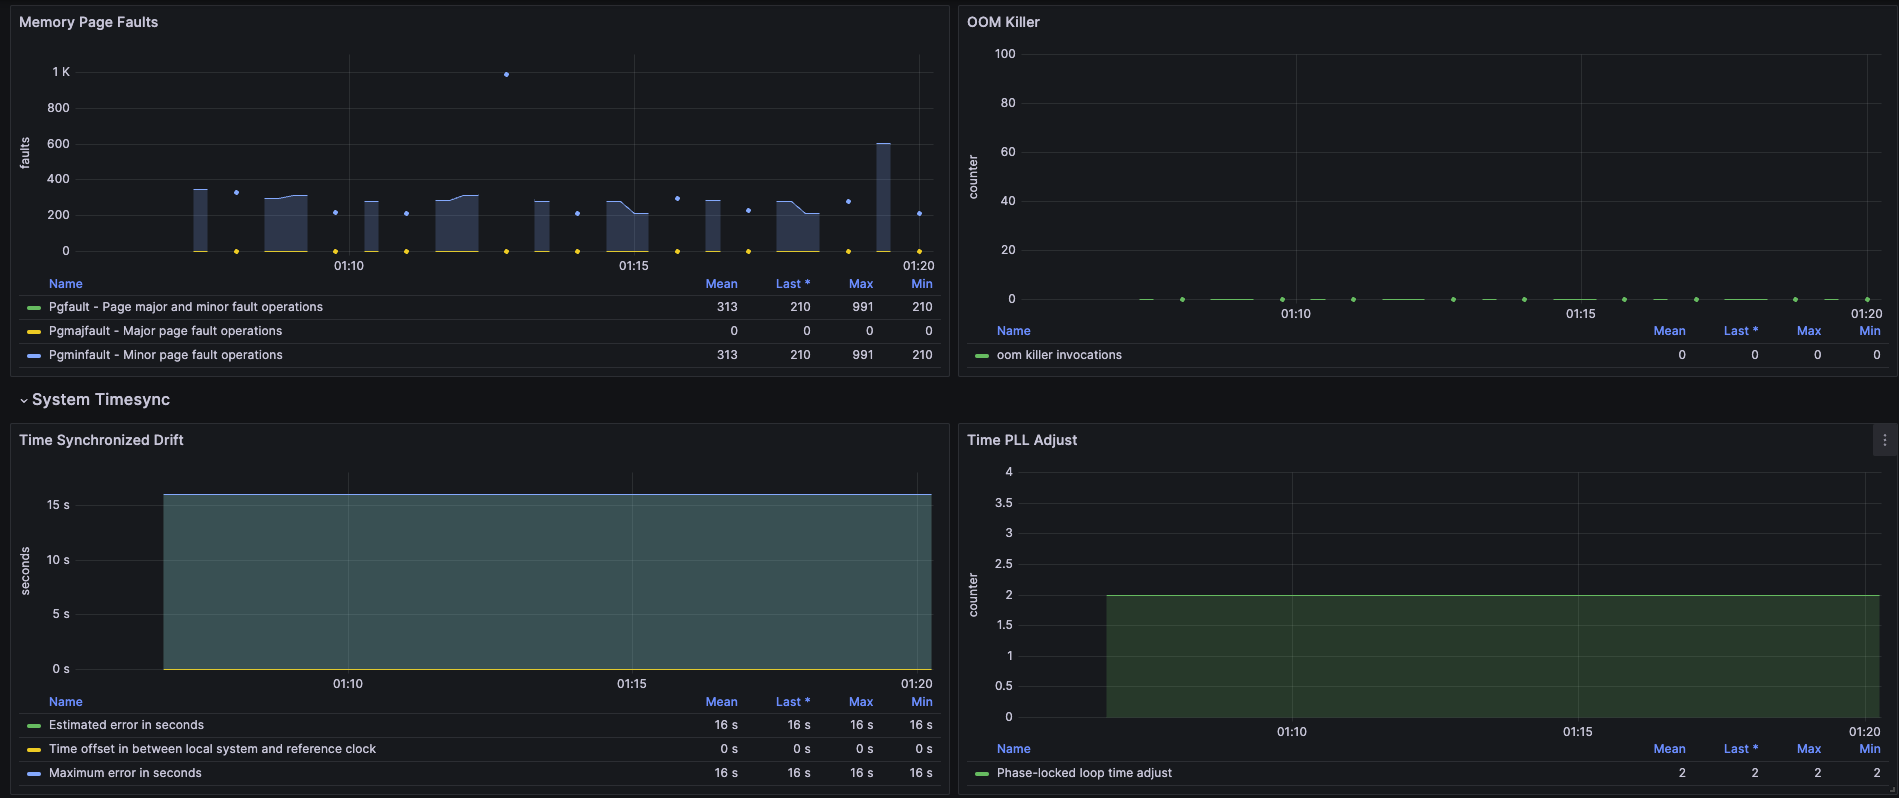 Memory Page Faults
1 K
800
600
400
200
0
faults
01:10 01:15 01:20
Name Mean Last * Max Min
Pgfault - Page major and minor fault operations 313 210 991 210
Pgmajfault - Major page fault operations 0 0 0 0
Pgminfault - Minor page fault operations 313 210 991 210
OOM Killer
100
80
60
40
20
0
counter
01:10 01:15 01:20
Name Mean Last * Max Min
oom killer invocations 0 0 0 0
System Timesync
Time Synchronized Drift
15 s
10 s
5 s
0 s
seconds
01:10 01:15 01:20
Name Mean Last * Max Min
Estimated error in seconds 16 s 16 s 16 s 16 s
Time offset in between local system and reference clock 0 s 0 s 0 s 0 s
Maximum error in seconds 16 s 16 s 16 s 16 s
Time PLL Adjust
4
3.5
3
2.5
2
1.5
1
0.5
0
counter
01:10 01:15 01:20
Name Mean Last * Max Min
Phase-locked loop time adjust 2 2 2 2